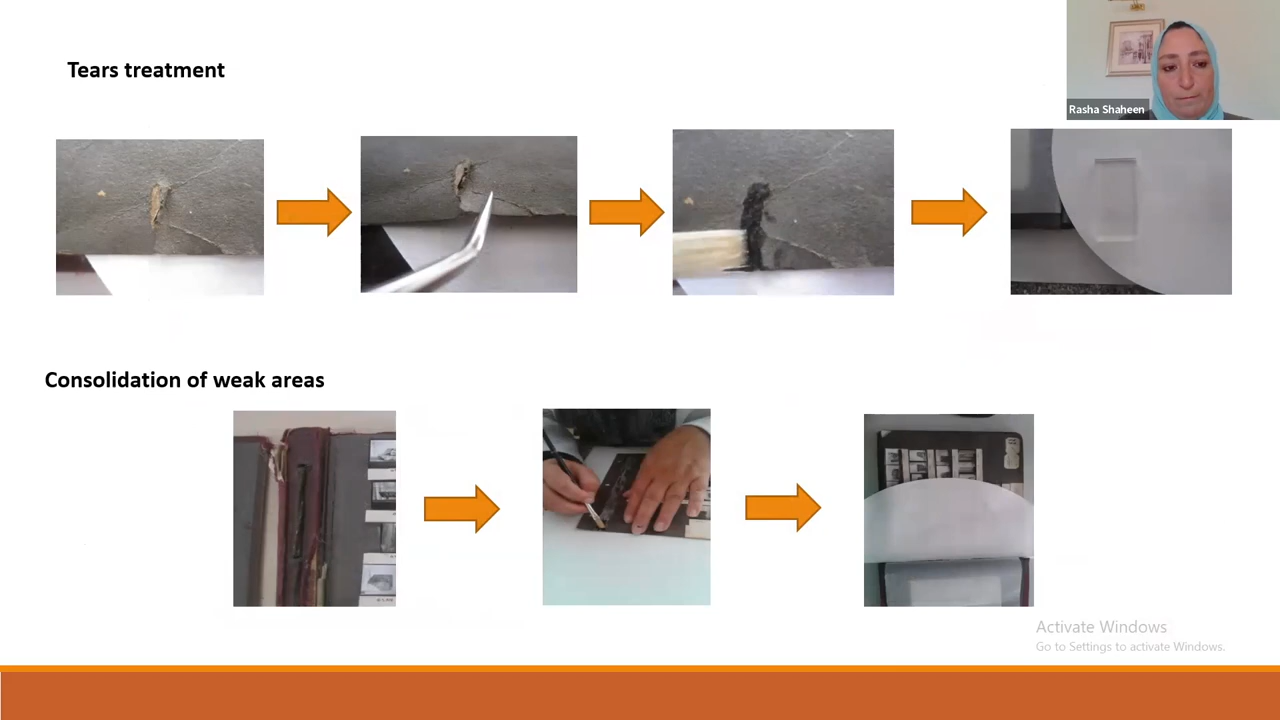 Tears treatment
Rasha Shaheen
Consolidation of weak areas
Activate Windows
Go to Settings to activate Windows.